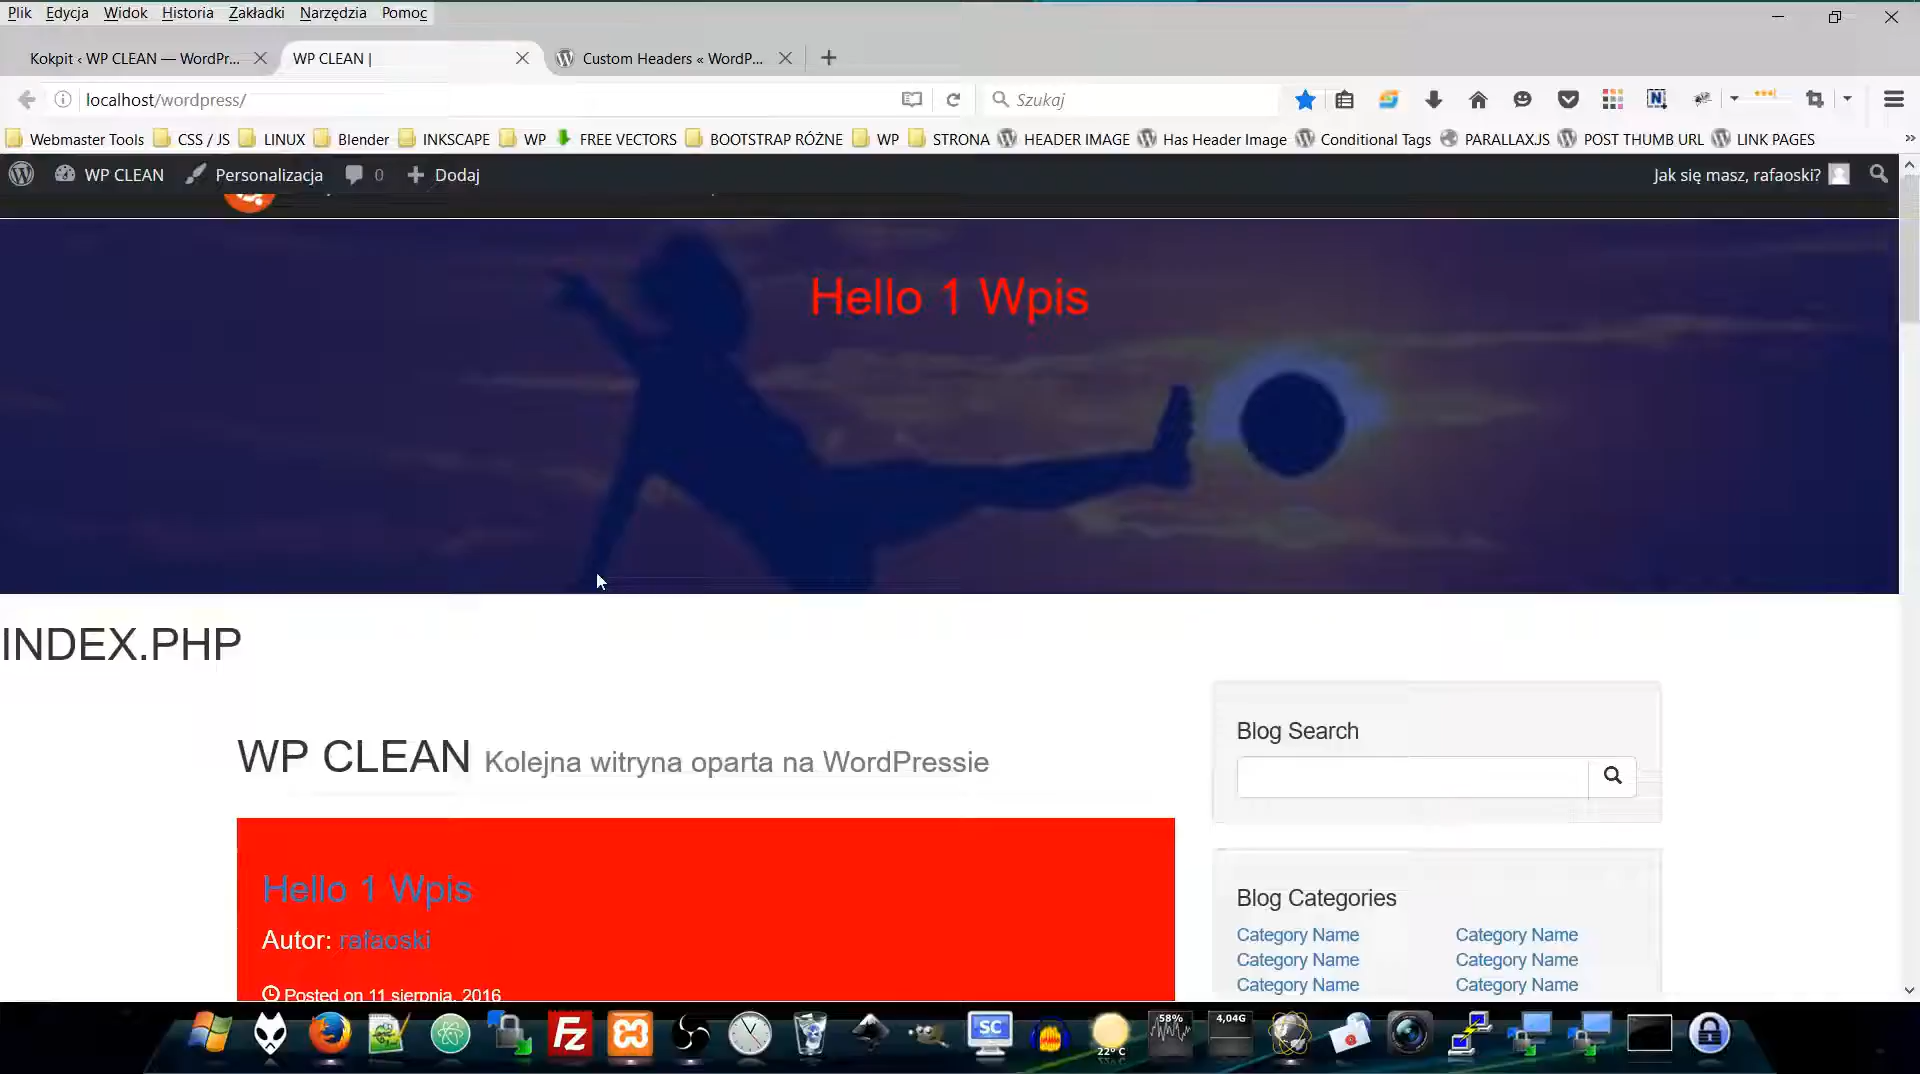 Plik Edycja Widok Historia Zakładki Narzędzia Pomoc
Kokpit ‹ WP CLEAN — WordPr... WP CLEAN | Custom Headers « WordP...
localhost/wordpress/ Szukaj
Webmaster Tools CSS / JS LINUX Blender INKSCAPE WP FREE VECTORS BOOTSTRAP RÓŻNE WP STRONA HEADER IMAGE Has Header Image Conditional Tags PARALLAX.JS POST THUMB URL LINK PAGES
WP CLEAN Personalizacja 0 Dodaj Jak się masz, rafaoski?
Hello 1 Wpis
INDEX.PHP
WP CLEAN Kolejna witryna oparta na WordPressie
Hello 1 Wpis
Autor: rafaoski
Posted on 11 sierpnia, 2016
Blog Search
Blog Categories
Category Name Category Name
Category Name Category Name
Category Name Category Name
FZ SC 22° C 58% 4,04G